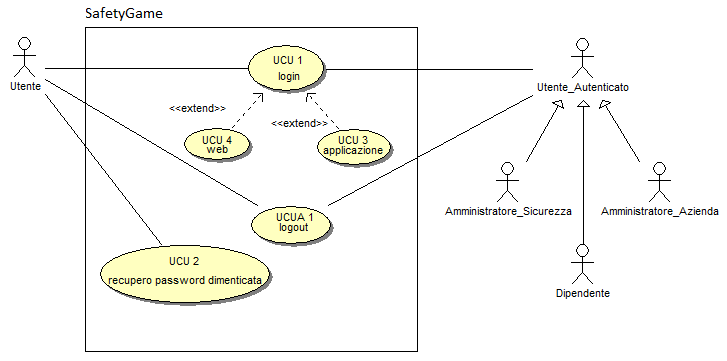 SafetyGame
UCU 1
login
Utente
Utente_Autenticato
<<extend>>
<<extend>>
UCU 4
web
UCU 3
applicazione
UCUA 1
logout
Amministratore_Sicurezza
Amministratore_Azienda
UCU 2
recupero password dimenticata
Dipendente